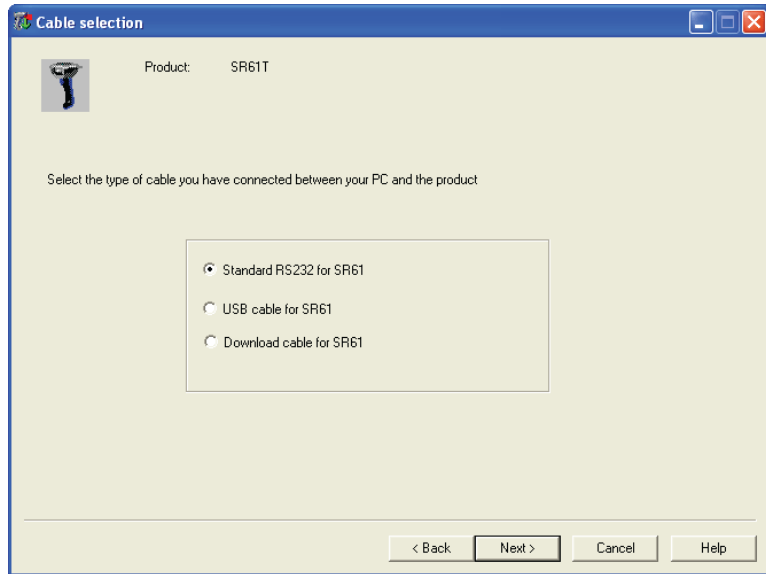 Cable selection
Product: SR61T
Select the type of cable you have connected between your PC and the product
Standard RS232 for SR61
USB cable for SR61
Download cable for SR61
< Back Next > Cancel Help